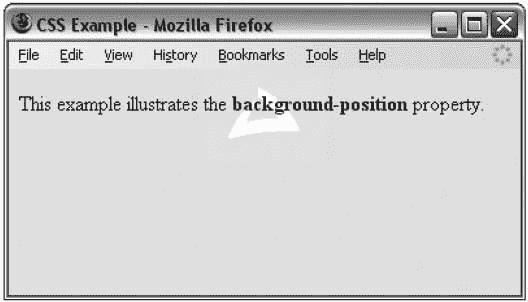 CSS Example - Mozilla Firefox
File Edit View History Bookmarks Tools Help
This example illustrates the background-position property.